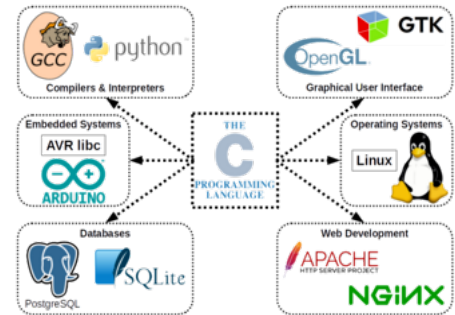 GCC
python
Compilers & Interpreters
GTK
OpenGL
Graphical User Interface
Embedded Systems
AVR libc
ARDUINO
THE
C
PROGRAMMING
LANGUAGE
Operating Systems
Linux
Databases
PostgreSQL
SQLite
Web Development
APACHE
HTTP SERVER PROJECT
NGiNX